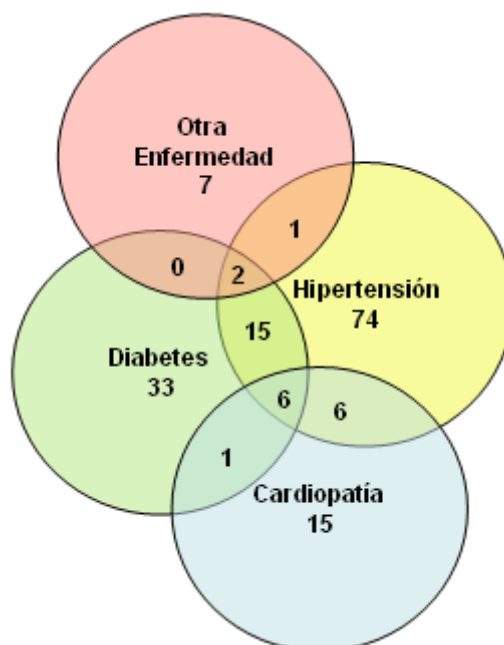 Otra
Enfermedad
7
1
0
2
Hipertensión
74
15
Diabetes
33
6
6
1
Cardiopatía
15